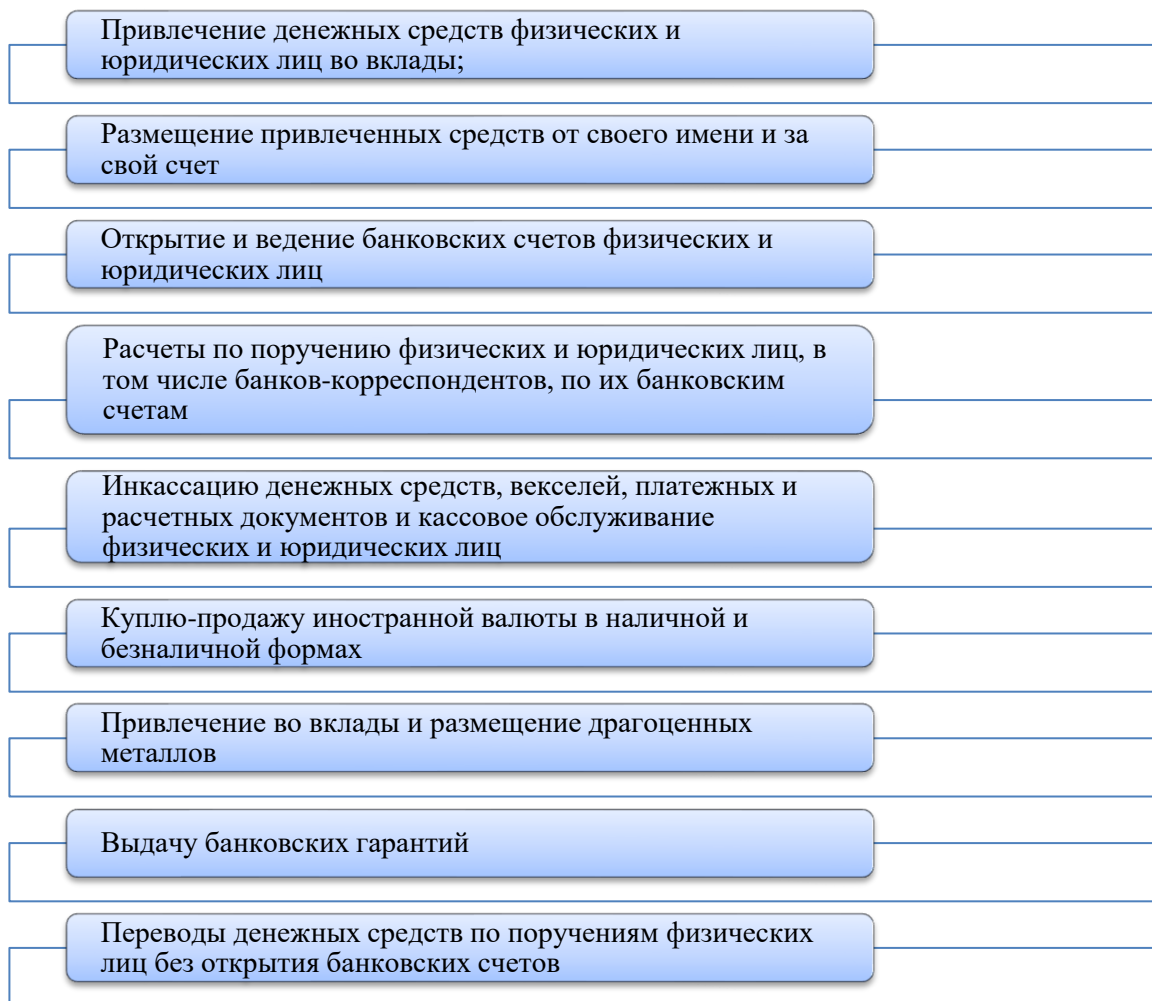 Привлечение денежных средств физических и
юридических лиц во вклады;
Размещение привлеченных средств от своего имени и за
свой счет
Открытие и ведение банковских счетов физических и
юридических лиц
Расчеты по поручению физических и юридических лиц, в
том числе банков-корреспондентов, по их банковским
счетам
Инкассацию денежных средств, векселей, платежных и
расчетных документов и кассовое обслуживание
физических и юридических лиц
Куплю-продажу иностранной валюты в наличной и
безналичной формах
Привлечение во вклады и размещение драгоценных
металлов
Выдачу банковских гарантий
Переводы денежных средств по поручениям физических
лиц без открытия банковских счетов